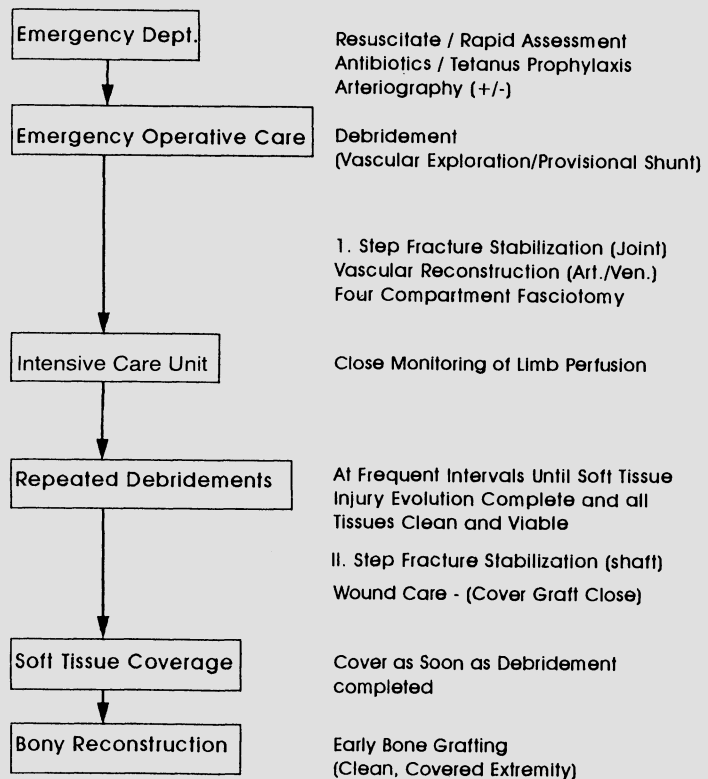 Emergency Dept.
Resuscitate / Rapid Assessment
Antibiotics / Tetanus Prophylaxis
Arteriography (+/-)
Emergency Operative Care
Debridement
(Vascular Exploration/Provisional Shunt)
1. Step Fracture Stabilization (Joint)
Vascular Reconstruction (Art./Ven.)
Four Compartment Fasciotomy
Intensive Care Unit
Close Monitoring of Limb Perfusion
Repeated Debridements
At Frequent Intervals Until Soft Tissue
Injury Evolution Complete and all
Tissues Clean and Viable
II. Step Fracture Stabilization (shaft)
Wound Care - (Cover Graft Close)
Soft Tissue Coverage
Cover as Soon as Debridement
completed
Bony Reconstruction
Early Bone Grafting
(Clean, Covered Extremity)